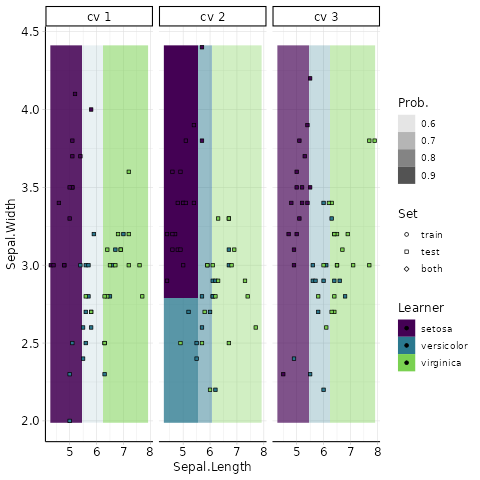 cv 1 cv 2 cv 3
4.5
4.0
3.5
3.0
2.5
2.0
Sepal.Width
5 6 7 8 5 6 7 8 5 6 7 8
Sepal.Length
Prob.
0.6
0.7
0.8
0.9
Set
train
test
both
Learner
setosa
versicolor
virginica